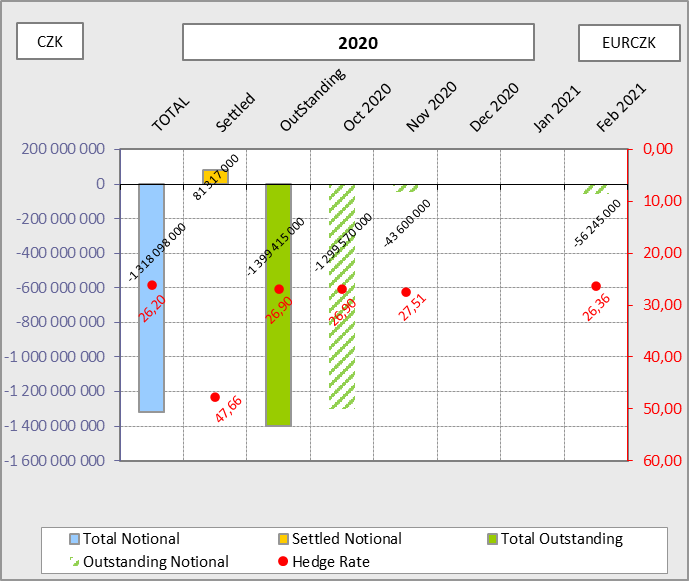 CZK
2020
EURCZK
TOTAL
Settled
OutStanding
Oct 2020
Nov 2020
Dec 2020
Jan 2021
Feb 2021
200 000 000
0
-200 000 000
-400 000 000
-600 000 000
-800 000 000
-1 000 000 000
-1 200 000 000
-1 400 000 000
-1 600 000 000
0,00
10,00
20,00
30,00
40,00
50,00
60,00
-1 318 098 000
81 317 000
-1 399 415 000
-1 299 570 000
-43 600 000
-56 245 000
26,20
47,66
26,90
26,90
27,51
26,36
Total Notional
Settled Notional
Total Outstanding
Outstanding Notional
Hedge Rate